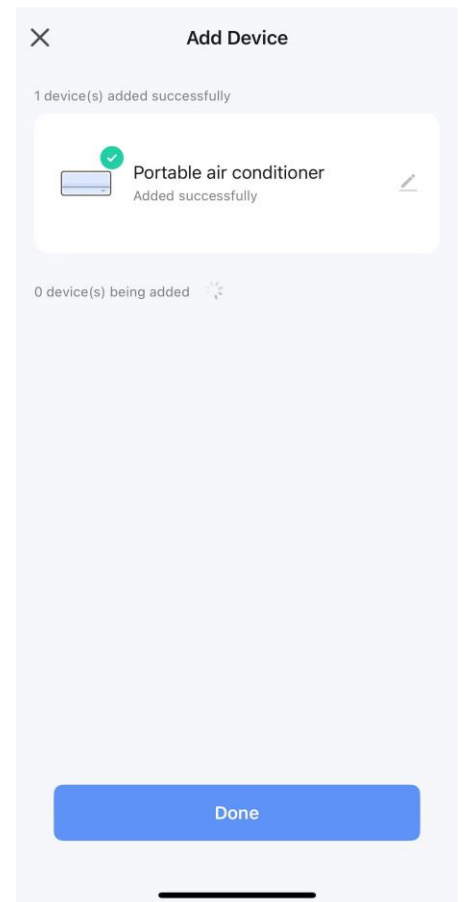 Add Device
1 device(s) added successfully
Portable air conditioner
Added successfully
0 device(s) being added
Done